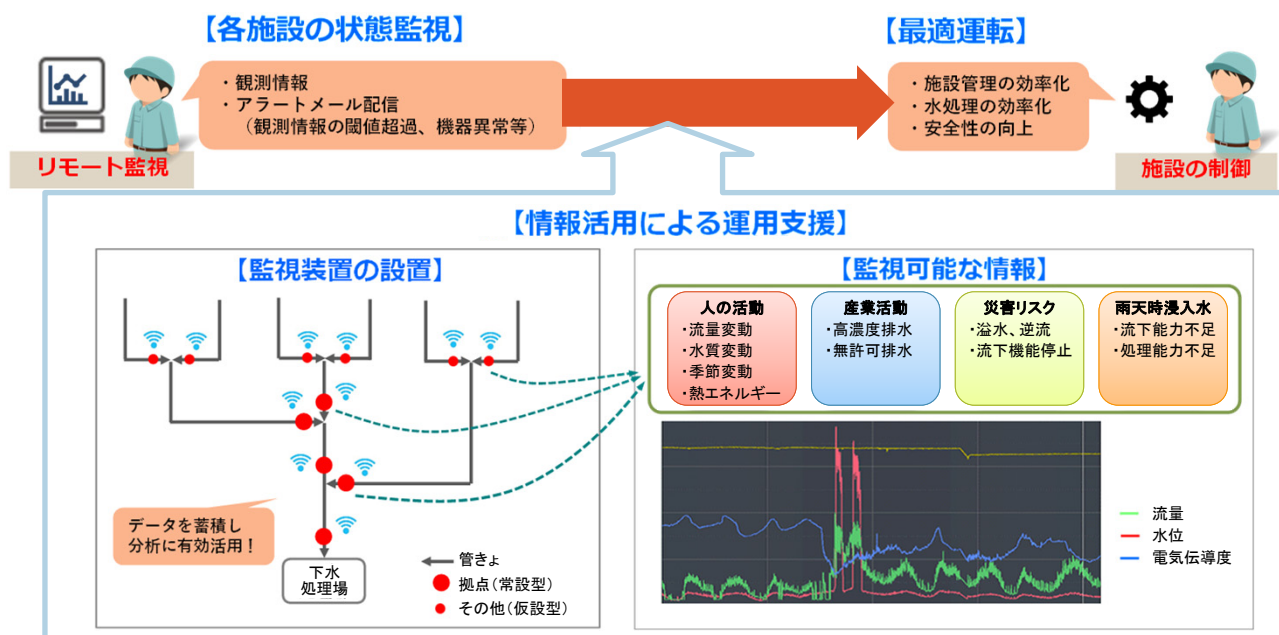 【各施設の状態監視】
【最適運転】
・観測情報
・アラートメール配信
（観測情報の閾値超過、機器異常等）
・施設管理の効率化
・水処理の効率化
・安全性の向上
リモート監視
施設の制御
【情報活用による運用支援】
【監視装置の設置】
データを蓄積し
分析に有効活用！
下水
処理場
管きょ
拠点（常設型）
その他（仮設型）
【監視可能な情報】
人の活動
・流量変動
・水質変動
・季節変動
・熱エネルギー
産業活動
・高濃度排水
・無許可排水
災害リスク
・溢水、逆流
・流下機能停止
雨天時浸入水
・流下能力不足
・処理能力不足
流量
水位
電気伝導度